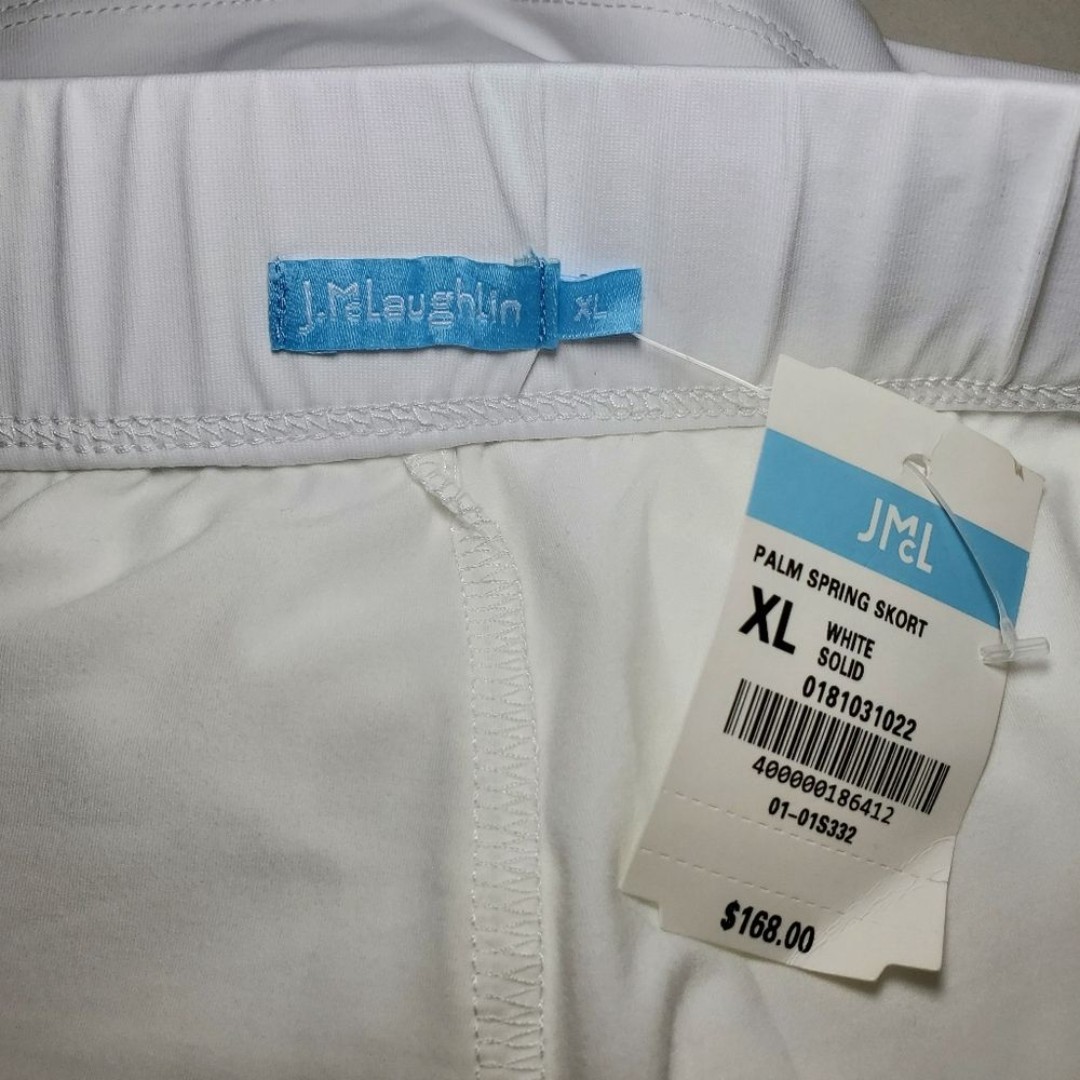 J.McLaughlin
XL
JMcL
PALM SPRING SKORT
XL
WHITE
SOLID
0181031022
400000186412
01-01S332
$168.00